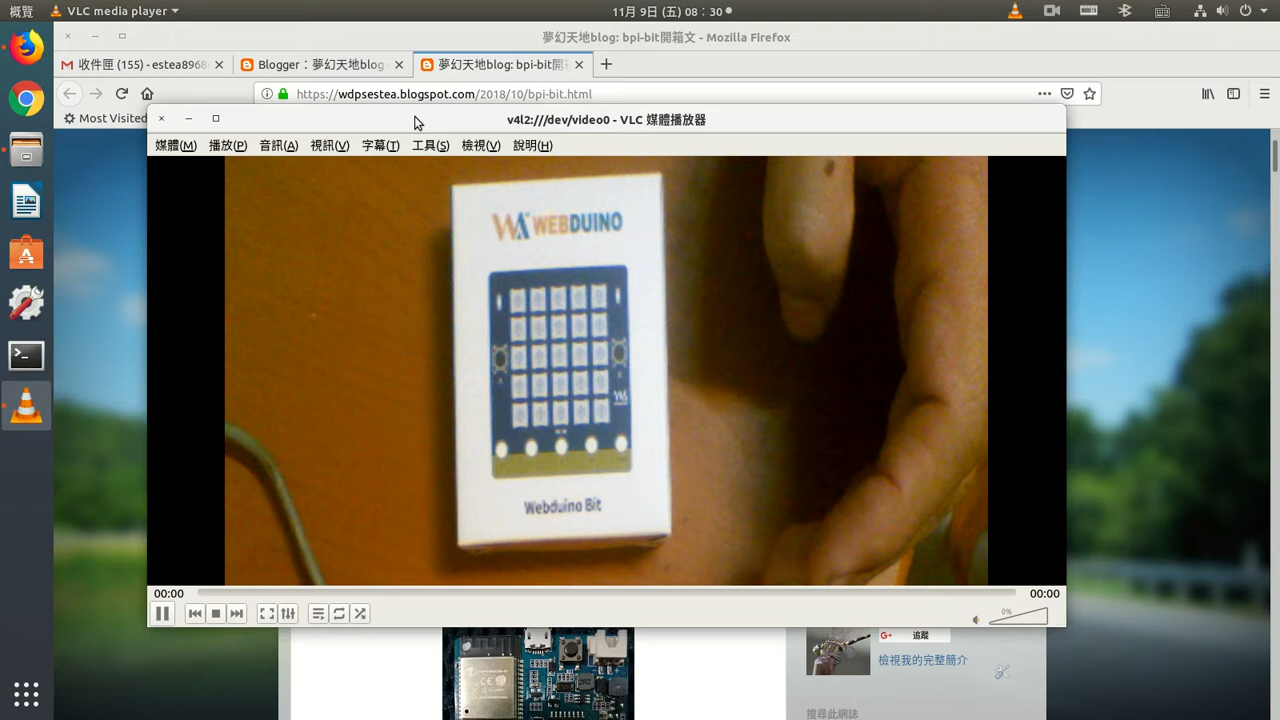 概覽
VLC media player
11月 9日 (五) 08：30
夢幻天地blog: bpi-bit開箱文 - Mozilla Firefox
收件匣 (155) - estea8968
Blogger：夢幻天地blog -
夢幻天地blog: bpi-bit開箱
https://wdpsestea.blogspot.com/2018/10/bpi-bit.html
Most Visited
v4l2:///dev/video0 - VLC 媒體播放器
媒體(M) 播放(P) 音訊(A) 視訊(V) 字幕(T) 工具(S) 檢視(V) 說明(H)
WEBDUINO
Webduino Bit
00:00
00:00
0%
G+ 追蹤
檢視我的完整簡介
搜尋此網誌